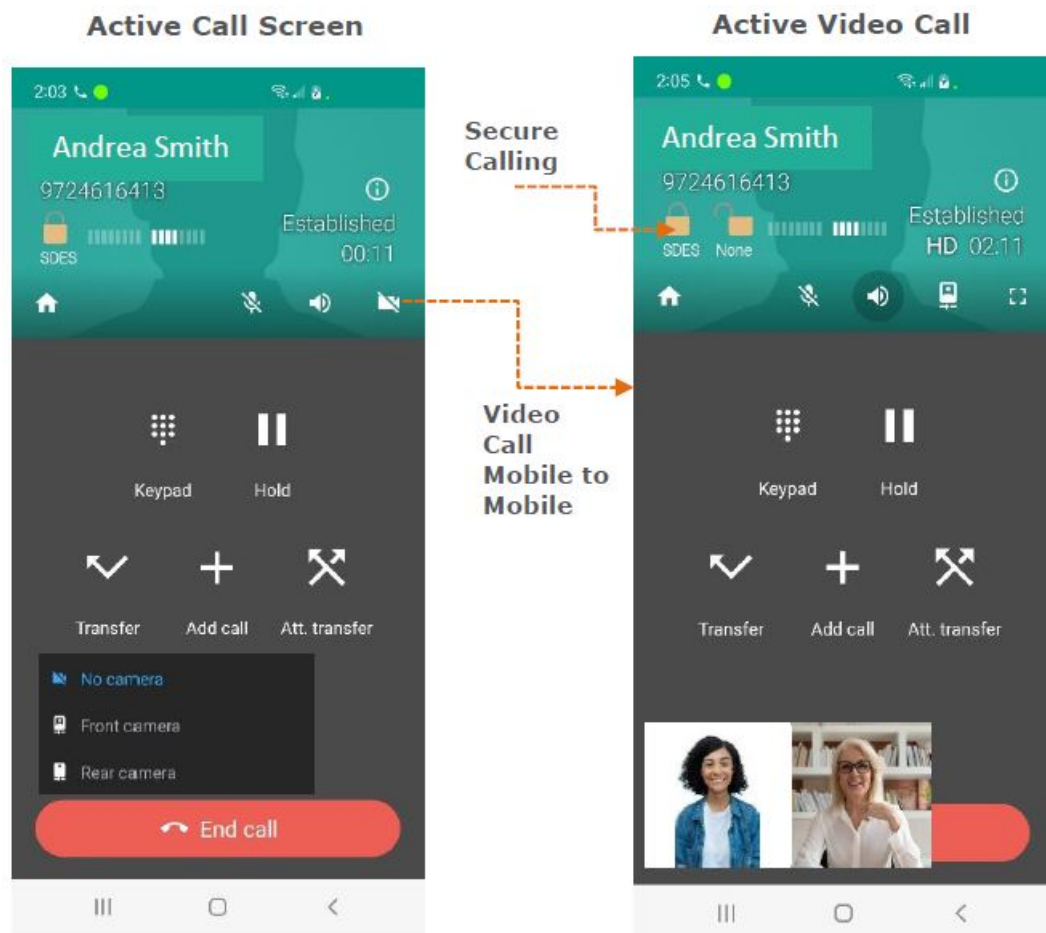 Active Call Screen
2:03
Andrea Smith
9724616413
SDES
Established
00:11
Keypad
Hold
Transfer
Add call
Att. transfer
No camera
Front camera
Rear camera
End call
Secure
Calling
Video
Call
Mobile to
Mobile
Active Video Call
2:05
Andrea Smith
9724616413
SDES
None
Established
HD 02:11
Keypad
Hold
Transfer
Add call
Att. transfer